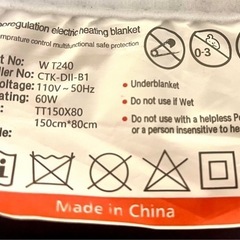 oregulation electric heating blanket
mprature control multifunctional safe protection
0-3
t No: WT240
ler No: CTK-DII-B1
Voltage: 110V~50Hz
ating: 60W
TT150X80
150cm*80cm
• Underblanket
• Do not use if Wet
• Do not use with a helpless Pe
or person insensitive to he
Made in China